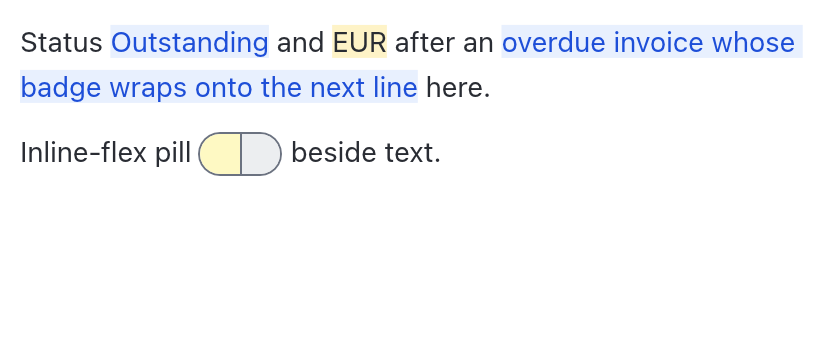 Status Outstanding and EUR after an overdue invoice whose
badge wraps onto the next line here.
Inline-flex pill beside text.